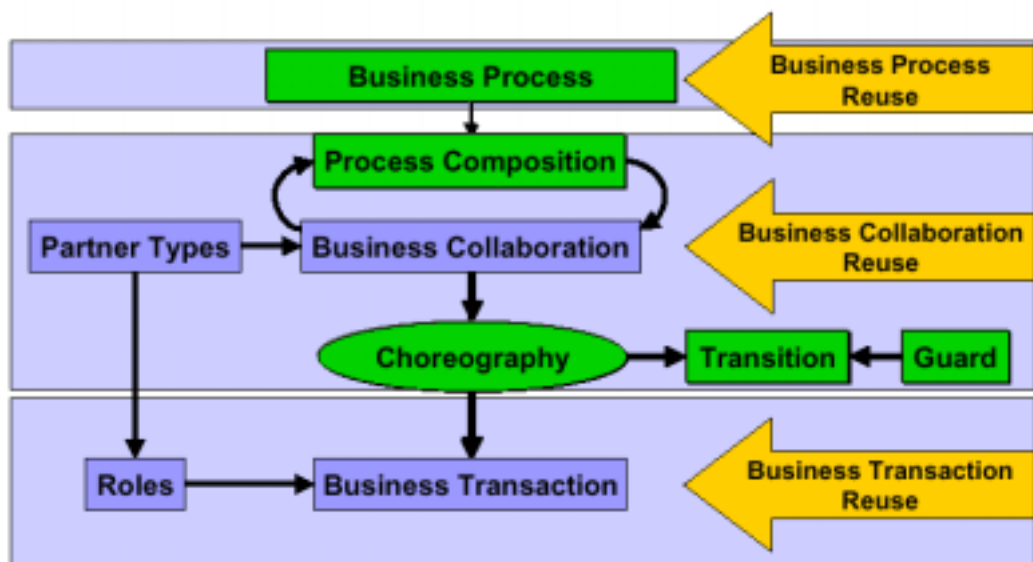 Business Process
Business Process
Reuse
Process Composition
Partner Types
Business Collaboration
Business Collaboration
Reuse
Choreography
Transition
Guard
Roles
Business Transaction
Business Transaction
Reuse